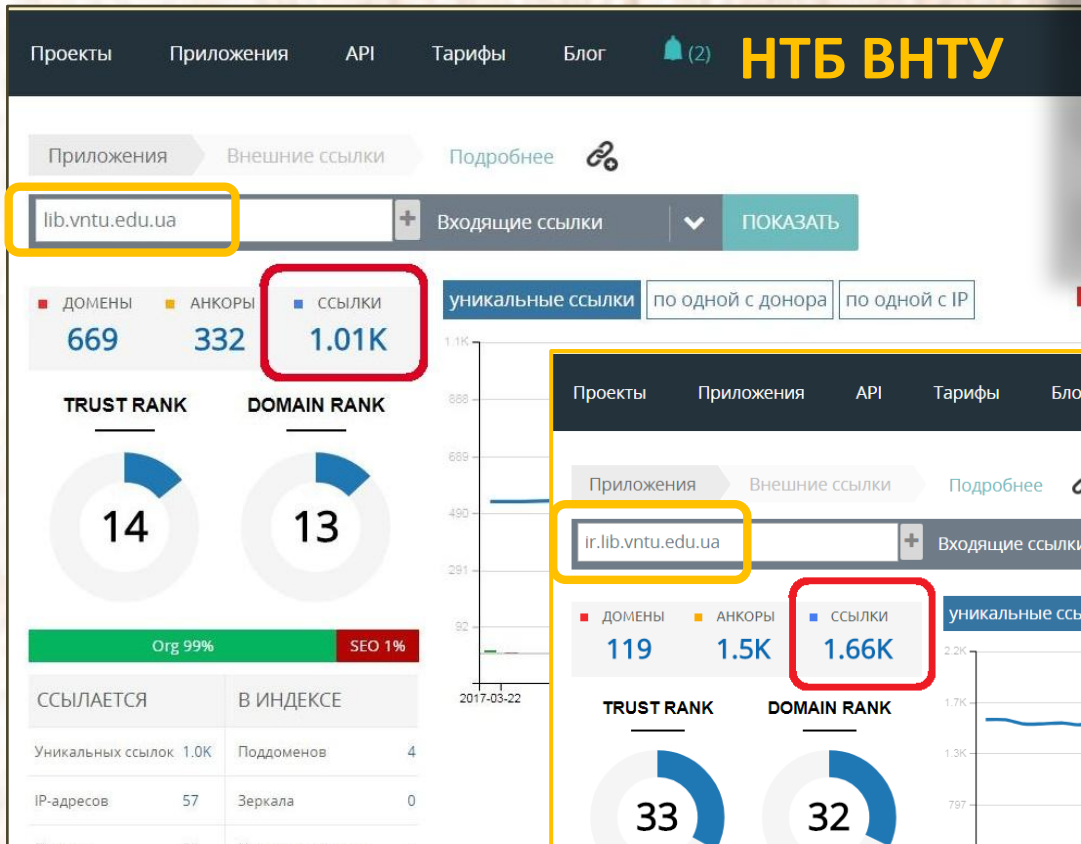 Проекты Приложения API Тарифы Блог (2) НТБ ВНТУ
Приложения Внешние ссылки Подробнее
lib.vntu.edu.ua + Входящие ссылки ПОКАЗАТЬ
ДОМЕНЫ АНКОРЫ ССЫЛКИ
669 332 1.01K
уникальные ссылки по одной с донора по одной с IP
TRUST RANK DOMAIN RANK
14 13
Org 99% SEO 1%
ССЫЛАЕТСЯ В ИНДЕКСЕ
Уникальных ссылок 1.0K Поддоменов 4
IP-адресов 57 Зеркала 0
1.1K
888
669
490
291
92
2017-03-22
Проекты Приложения API Тарифы Бло
Приложения Внешние ссылки Подробнее
ir.lib.vntu.edu.ua + Входящие ссылки
ДОМЕНЫ АНКОРЫ ССЫЛКИ
119 1.5K 1.66K
уникальные ссы
TRUST RANK DOMAIN RANK
33 32
2.2K
1.7K
1.3K
797